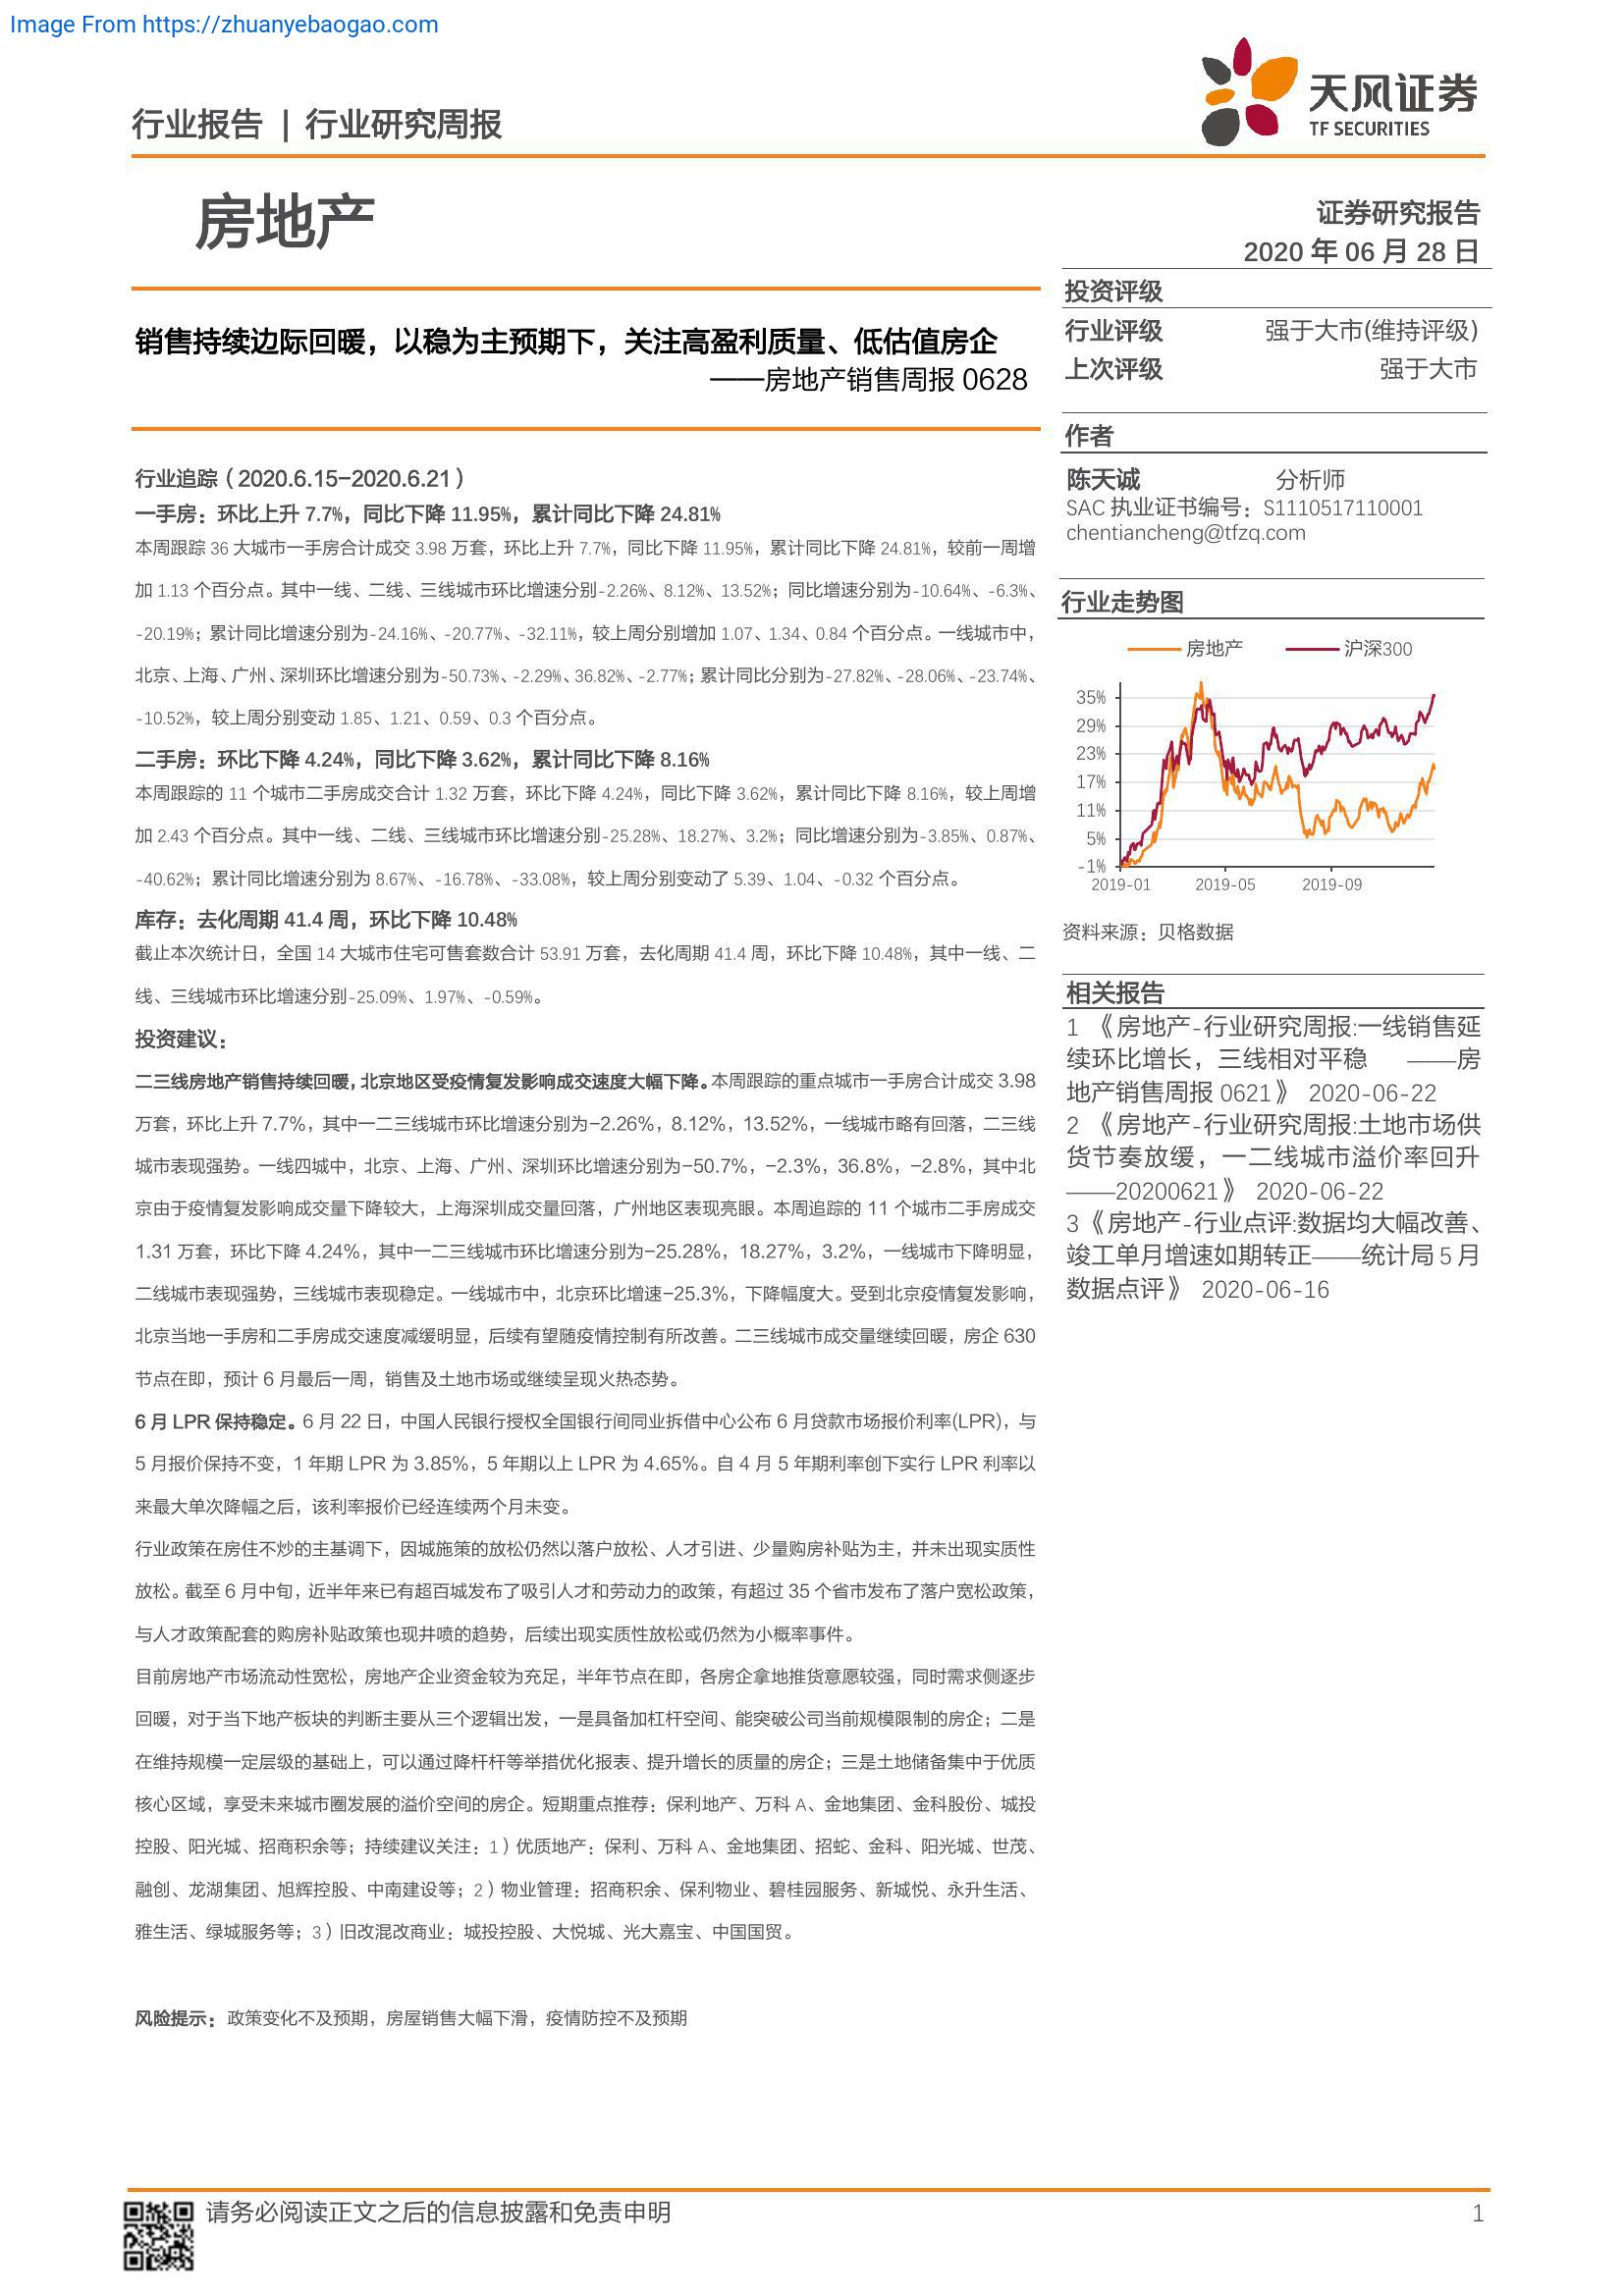 Image From https://zhuanyebaogao.com
行业报告 | 行业研究周报
天风证券
TF SECURITIES
房地产
证券研究报告
2020 年 06 月 28 日
销售持续边际回暖，以稳为主预期下，关注高盈利质量、低估值房企
——房地产销售周报 0628
行业追踪（2020.6.15-2020.6.21）
一手房：环比上升 7.7%，同比下降 11.95%，累计同比下降 24.81%
本周跟踪 36 大城市一手房合计成交 3.98 万套，环比上升 7.7%，同比下降 11.95%，累计同比下降 24.81%，较前一周增
加 1.13 个百分点。其中一线、二线、三线城市环比增速分别-2.26%、8.12%、13.52%；同比增速分别为-10.64%、-6.3%、
-20.19%；累计同比增速分别为-24.16%、-20.77%、-32.11%，较上周分别增加 1.07、1.34、0.84 个百分点。一线城市中，
北京、上海、广州、深圳环比增速分别为-50.73%、-2.29%、36.82%、-2.77%；累计同比分别为-27.82%、-28.06%、-23.74%、
-10.52%，较上周分别变动 1.85、1.21、0.59、0.3 个百分点。
二手房：环比下降 4.24%，同比下降 3.62%，累计同比下降 8.16%
本周跟踪的 11 个城市二手房成交合计 1.32 万套，环比下降 4.24%，同比下降 3.62%，累计同比下降 8.16%，较上周增
加 2.43 个百分点。其中一线、二线、三线城市环比增速分别-25.28%、18.27%、3.2%；同比增速分别为-3.85%、0.87%、
-40.62%；累计同比增速分别为 8.67%、-16.78%、-33.08%，较上周分别变动了 5.39、1.04、-0.32 个百分点。
库存：去化周期 41.4 周，环比下降 10.48%
截止本次统计日，全国 14 大城市住宅可售套数合计 53.91 万套，去化周期 41.4 周，环比下降 10.48%，其中一线、二
线、三线城市环比增速分别-25.09%、1.97%、-0.59%。
投资建议：
二三线房地产销售持续回暖，北京地区受疫情复发影响成交速度大幅下降。本周跟踪的重点城市一手房合计成交 3.98
万套，环比上升 7.7%，其中一二三线城市环比增速分别为-2.26%，8.12%，13.52%，一线城市略有回落，二三线
城市表现强势。一线四城中，北京、上海、广州、深圳环比增速分别为-50.7%，-2.3%，36.8%，-2.8%，其中北
京由于疫情复发影响成交量下降较大，上海深圳成交量回落，广州地区表现亮眼。本周追踪的 11 个城市二手房成交
1.31 万套，环比下降 4.24%，其中一二三线城市环比增速分别为-25.28%，18.27%，3.2%，一线城市下降明显，
二线城市表现强势，三线城市表现稳定。一线城市中，北京环比增速-25.3%，下降幅度大。受到北京疫情复发影响，
北京当地一手房和二手房成交速度减缓明显，后续有望随疫情控制有所改善。二三线城市成交量继续回暖，房企 630
节点在即，预计 6 月最后一周，销售及土地市场或继续呈现火热态势。
6 月 LPR 保持稳定。6 月 22 日，中国人民银行授权全国银行间同业拆借中心公布 6 月贷款市场报价利率(LPR)，与
5 月报价保持不变，1 年期 LPR 为 3.85%，5 年期以上 LPR 为 4.65%。自 4 月 5 年期利率创下实行 LPR 利率以
来最大单次降幅之后，该利率报价已经连续两个月未变。
行业政策在房住不炒的主基调下，因城施策的放松仍然以落户放松、人才引进、少量购房补贴为主，并未出现实质性
放松。截至 6 月中旬，近半年来已有超百城发布了吸引人才和劳动力的政策，有超过 35 个省市发布了落户宽松政策，
与人才政策配套的购房补贴政策也现井喷的趋势，后续出现实质性放松或仍然为小概率事件。
目前房地产市场流动性宽松，房地产企业资金较为充足，半年节点在即，各房企拿地推货意愿较强，同时需求侧逐步
回暖，对于当下地产板块的判断主要从三个逻辑出发，一是具备加杠杆空间、能突破公司当前规模限制的房企；二是
在维持规模一定层级的基础上，可以通过降杆杆等举措优化报表、提升增长的质量的房企；三是土地储备集中于优质
核心区域，享受未来城市圈发展的溢价空间的房企。短期重点推荐：保利地产、万科 A、金地集团、金科股份、城投
控股、阳光城、招商积余等；持续建议关注：1）优质地产：保利、万科 A、金地集团、招蛇、金科、阳光城、世茂、
融创、龙湖集团、旭辉控股、中南建设等；2）物业管理：招商积余、保利物业、碧桂园服务、新城悦、永升生活、
雅生活、绿城服务等；3）旧改混改商业：城投控股、大悦城、光大嘉宝、中国国贸。
风险提示：政策变化不及预期，房屋销售大幅下滑，疫情防控不及预期
投资评级
行业评级 强于大市(维持评级)
上次评级 强于大市
作者
陈天诚 分析师
SAC 执业证书编号：S1110517110001
chentiancheng@tfzq.com
行业走势图
房地产 沪深300
35%
29%
23%
17%
11%
5%
-1%
2019-01 2019-05 2019-09
资料来源：贝格数据
相关报告
1 《房地产-行业研究周报:一线销售延
续环比增长，三线相对平稳 ——房
地产销售周报 0621》 2020-06-22
2 《房地产-行业研究周报:土地市场供
货节奏放缓，一二线城市溢价率回升
——20200621》 2020-06-22
3 《房地产-行业点评:数据均大幅改善、
竣工单月增速如期转正——统计局 5 月
数据点评》 2020-06-16
请务必阅读正文之后的信息披露和免责申明
1